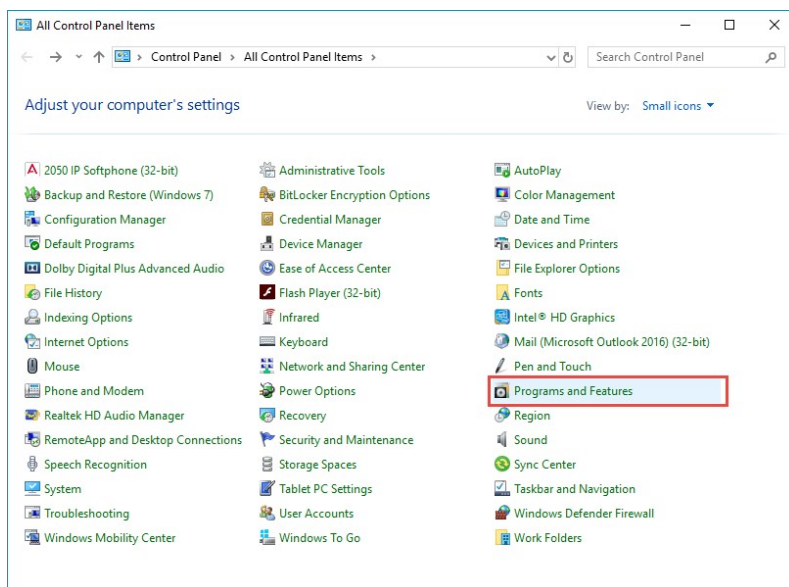 All Control Panel Items
Control Panel > All Control Panel Items > Search Control Panel
Adjust your computer's settings View by: Small icons
2050 IP Softphone (32-bit) Administrative Tools AutoPlay
Backup and Restore (Windows 7) BitLocker Encryption Options Color Management
Configuration Manager Credential Manager Date and Time
Default Programs Device Manager Devices and Printers
Dolby Digital Plus Advanced Audio Ease of Access Center File Explorer Options
File History Flash Player (32-bit) Fonts
Indexing Options Infrared Intel® HD Graphics
Internet Options Keyboard Mail (Microsoft Outlook 2016) (32-bit)
Mouse Network and Sharing Center Pen and Touch
Phone and Modem Power Options Programs and Features
Realtek HD Audio Manager Recovery Region
RemoteApp and Desktop Connections Security and Maintenance Sound
Speech Recognition Storage Spaces Sync Center
System Tablet PC Settings Taskbar and Navigation
Troubleshooting User Accounts Windows Defender Firewall
Windows Mobility Center Windows To Go Work Folders